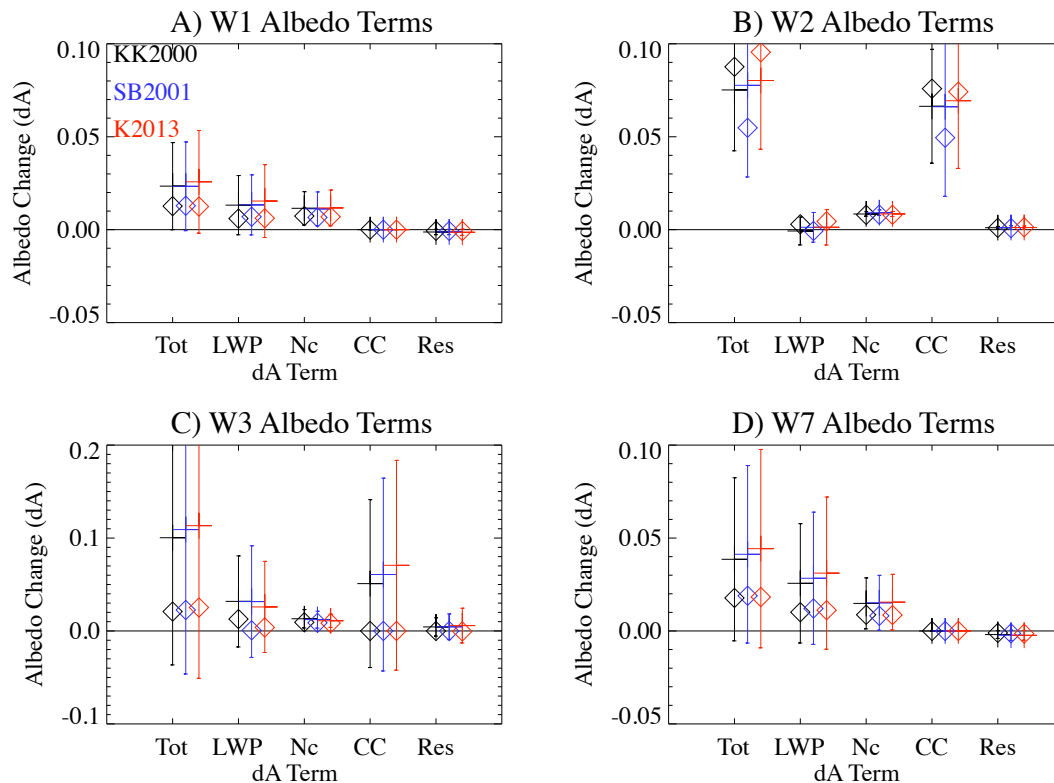 A) W1 Albedo Terms
KK2000
SB2001
K2013
Albedo Change (dA)
0.10
0.05
0.00
-0.05
Tot LWP Nc CC Res
dA Term
B) W2 Albedo Terms
Albedo Change (dA)
0.10
0.05
0.00
-0.05
Tot LWP Nc CC Res
dA Term
C) W3 Albedo Terms
Albedo Change (dA)
0.2
0.1
0.0
-0.1
Tot LWP Nc CC Res
dA Term
D) W7 Albedo Terms
Albedo Change (dA)
0.10
0.05
0.00
-0.05
Tot LWP Nc CC Res
dA Term